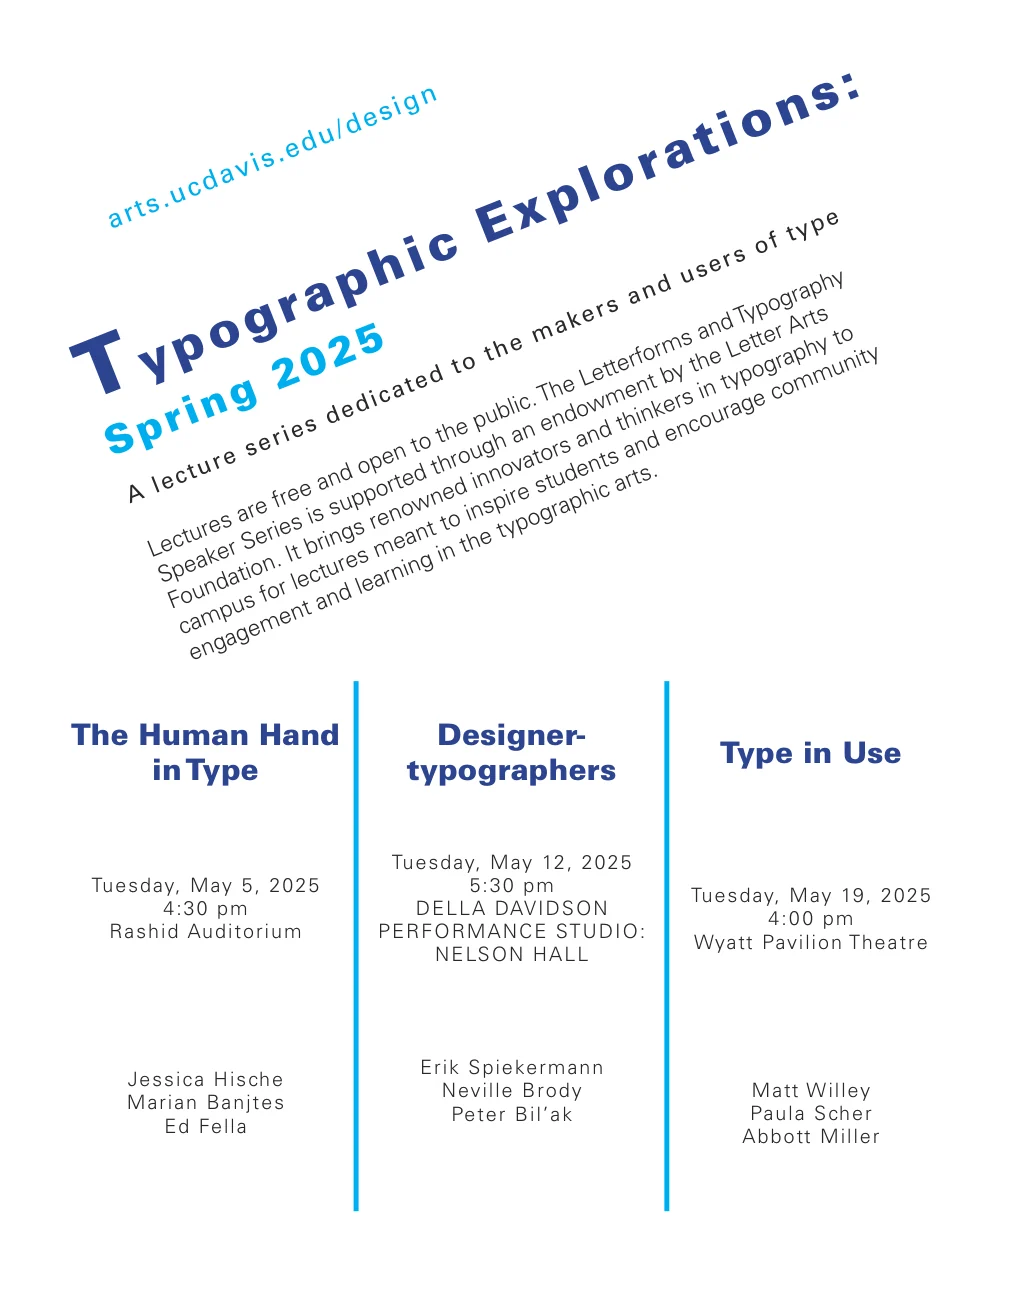 arts.ucdavis.edu/design
Typographic Explorations:
Spring 2025
A lecture series dedicated to the makers and users of type
Lectures are free and open to the public. The Letterforms and Typography
Speaker Series is supported through an endowment by the Letter Arts
Foundation. It brings renowned innovators and thinkers in typography to
campus for lectures meant to inspire students and encourage community
engagement and learning in the typographic arts.
The Human Hand
in Type
Tuesday, May 5, 2025
4:30 pm
Rashid Auditorium
Jessica Hische
Marian Banjtes
Ed Fella
Designer-
typographers
Tuesday, May 12, 2025
5:30 pm
DELLA DAVIDSON
PERFORMANCE STUDIO:
NELSON HALL
Erik Spiekermann
Neville Brody
Peter Bil’ak
Type in Use
Tuesday, May 19, 2025
4:00 pm
Wyatt Pavilion Theatre
Matt Willey
Paula Scher
Abbott Miller